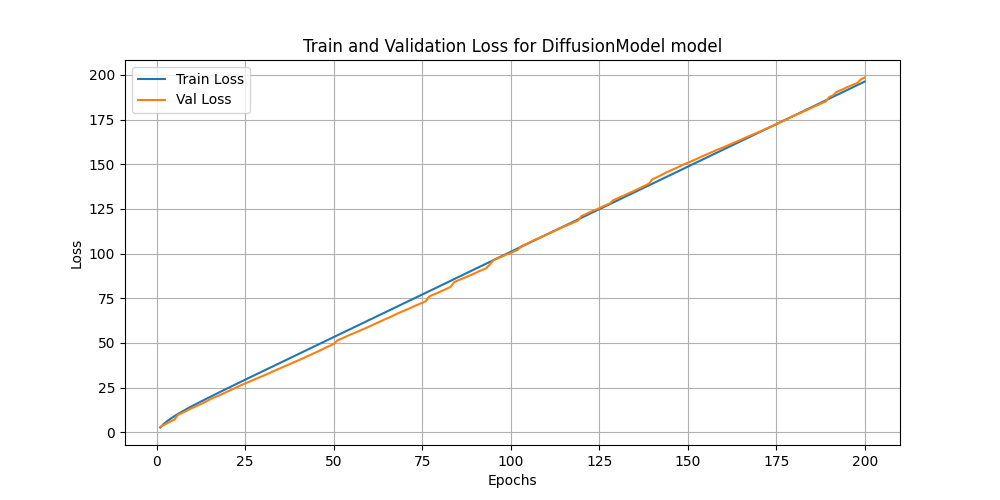 Train and Validation Loss for DiffusionModel model
Train Loss
Val Loss
200
175
150
125
100
75
50
25
0
Loss
0 25 50 75 100 125 150 175 200
Epochs